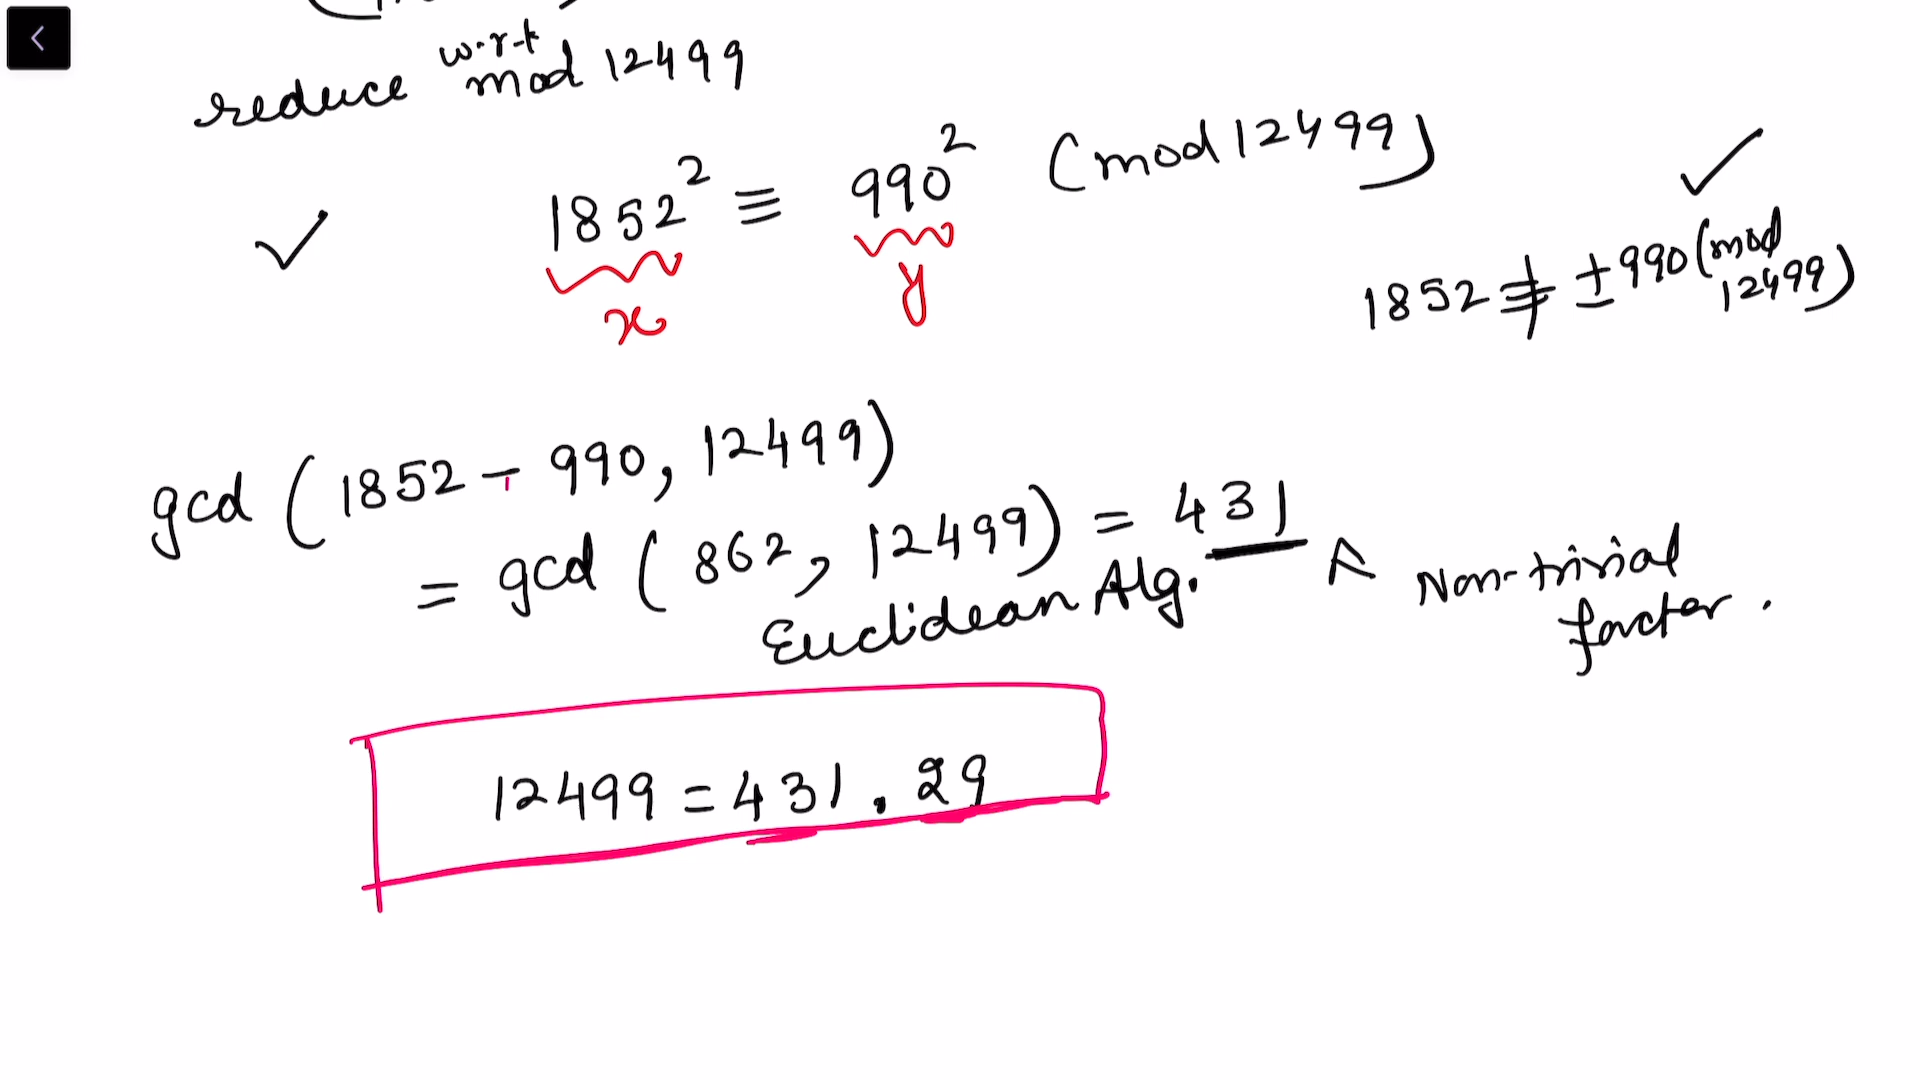 reduce w.r.t mod 12499
1852² ≡ 990² (mod 12499)
x y
1852 ≢ ±990 (mod 12499)
gcd (1852 - 990, 12499)
= gcd (862, 12499) = 431
Euclidean Alg.
A Non-trivial
factor.
12499 = 431 . 29